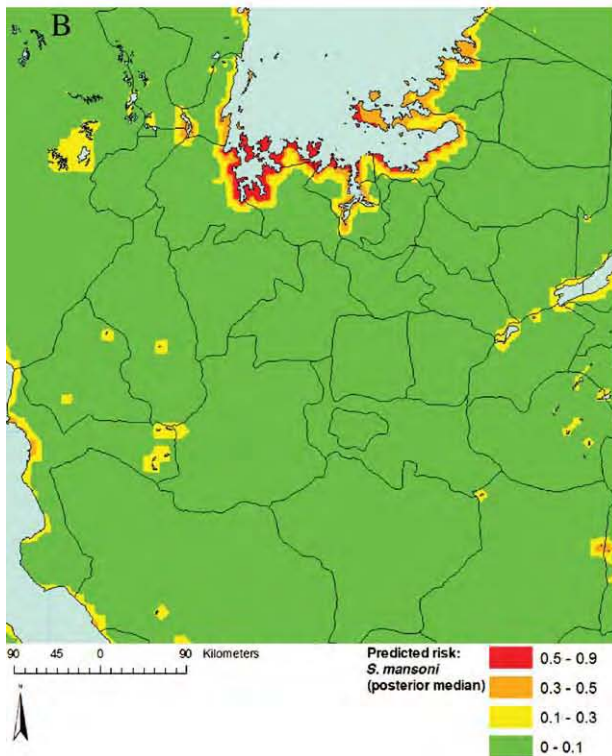 B
90 45 0 90 Kilometers
N
Predicted risk:
S. mansoni
(posterior median)
0.5 - 0.9
0.3 - 0.5
0.1 - 0.3
0 - 0.1